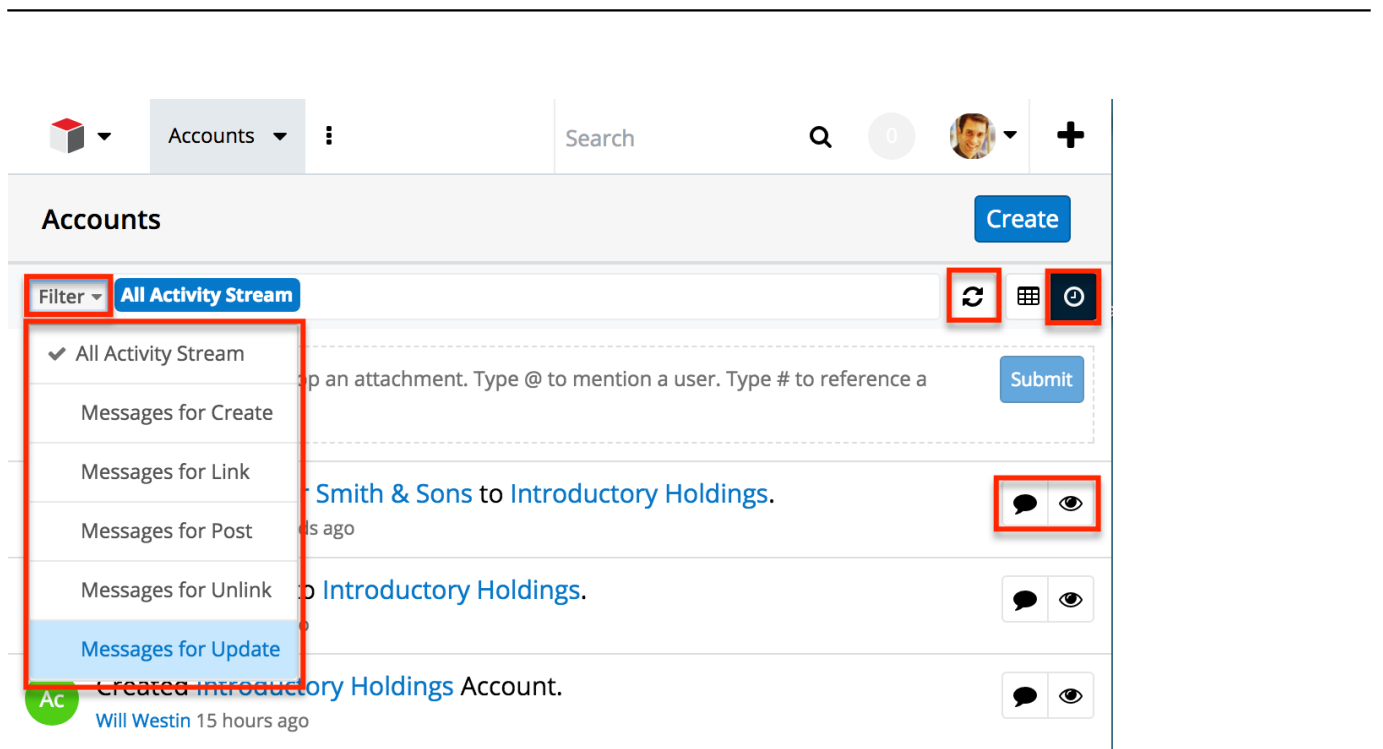 Accounts
Search
0
Accounts
Create
Filter All Activity Stream
All Activity Stream
an attachment. Type @ to mention a user. Type # to reference a
Submit
Messages for Create
Messages for Link
Smith & Sons to Introductory Holdings.
ago
Messages for Post
Messages for Unlink
Introductory Holdings.
Messages for Update
Ac
Created Introductory Holdings Account.
Will Westin 15 hours ago